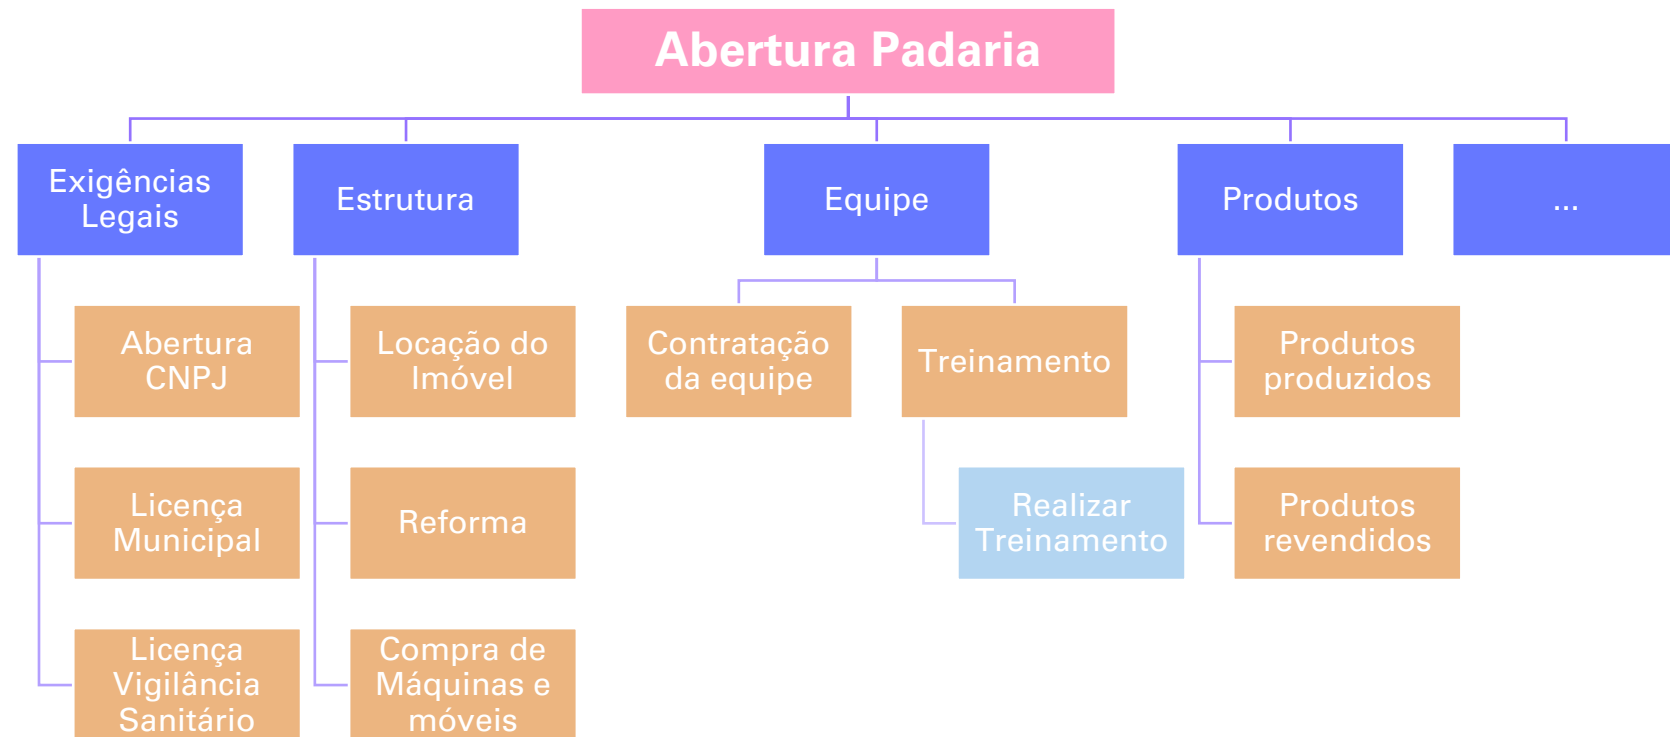 Abertura Padaria
Exigências
Legais
Estrutura
Equipe
Produtos
...
Abertura
CNPJ
Locação do
Imóvel
Contratação
da equipe
Treinamento
Produtos
produzidos
Licença
Municipal
Reforma
Realizar
Treinamento
Produtos
revendidos
Licença
Vigilância
Sanitário
Compra de
Máquinas e
móveis